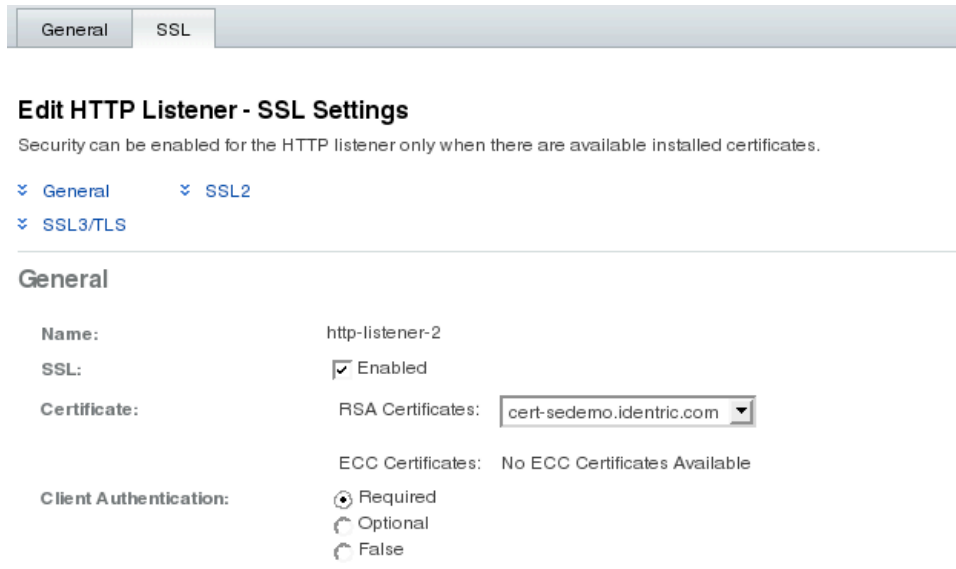 General SSL
Edit HTTP Listener - SSL Settings
Security can be enabled for the HTTP listener only when there are available installed certificates.
General SSL2
SSL3/TLS
General
Name: http-listener-2
SSL: Enabled
Certificate: RSA Certificates: cert-sedemo.identric.com
ECC Certificates: No ECC Certificates Available
Client Authentication: Required
Optional
False